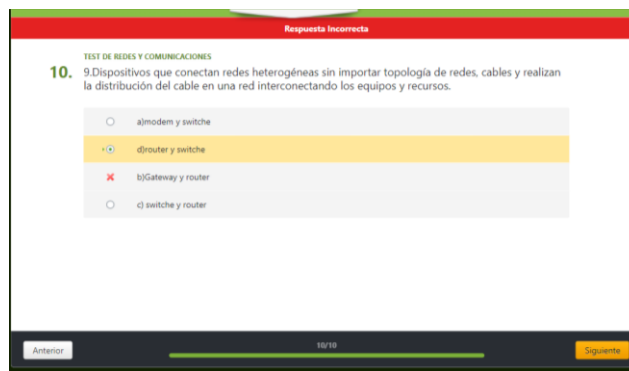 Respuesta Incorrecta
TEST DE REDES Y COMUNICACIONES
10. 9.Dispositivos que conectan redes heterogéneas sin importar topología de redes, cables y realizan
la distribución del cable en una red interconectando los equipos y recursos.
a)modem y switche
d)router y switche
b)Gateway y router
c) switche y router
Anterior
10/10
Siguiente